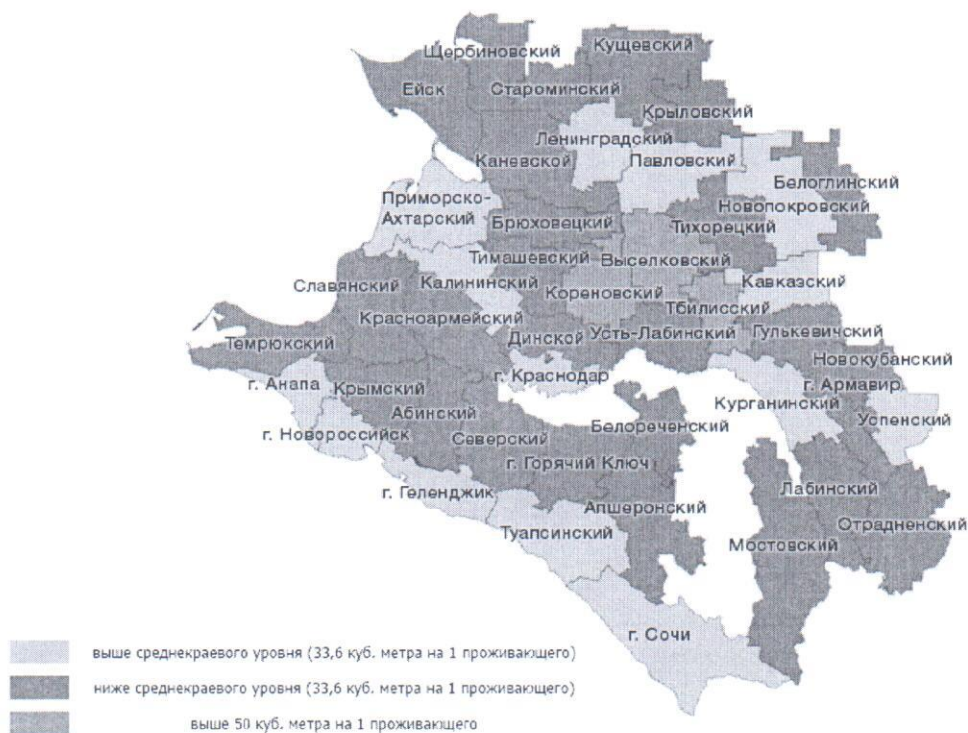 Щербиновский
Кущевский
Ейск
Староминский
Крыловский
Ленинградский
Каневской
Павловский
Белоглинский
Приморско-
Ахтарский
Новопокровский
Брюховецкий
Тихорецкий
Тимашевский
Выселковский
Славянский
Калининский
Кавказский
Кореновский
Тбилисский
Красноармейский
Динской
Усть-Лабинский
Гулькевичский
Темрюкский
Новокубанский
г. Краснодар
г. Анапа
Крымский
г. Армавир
Абинский
Курганинский
Успенский
г. Новороссийск
Северский
Белореченский
г. Горячий Ключ
г. Геленджик
Лабинский
Апшеронский
Туапсинский
Отрадненский
Мостовский
г. Сочи
выше среднекраевого уровня (33,6 куб. метра на 1 проживающего)
ниже среднекраевого уровня (33,6 куб. метра на 1 проживающего)
выше 50 куб. метра на 1 проживающего